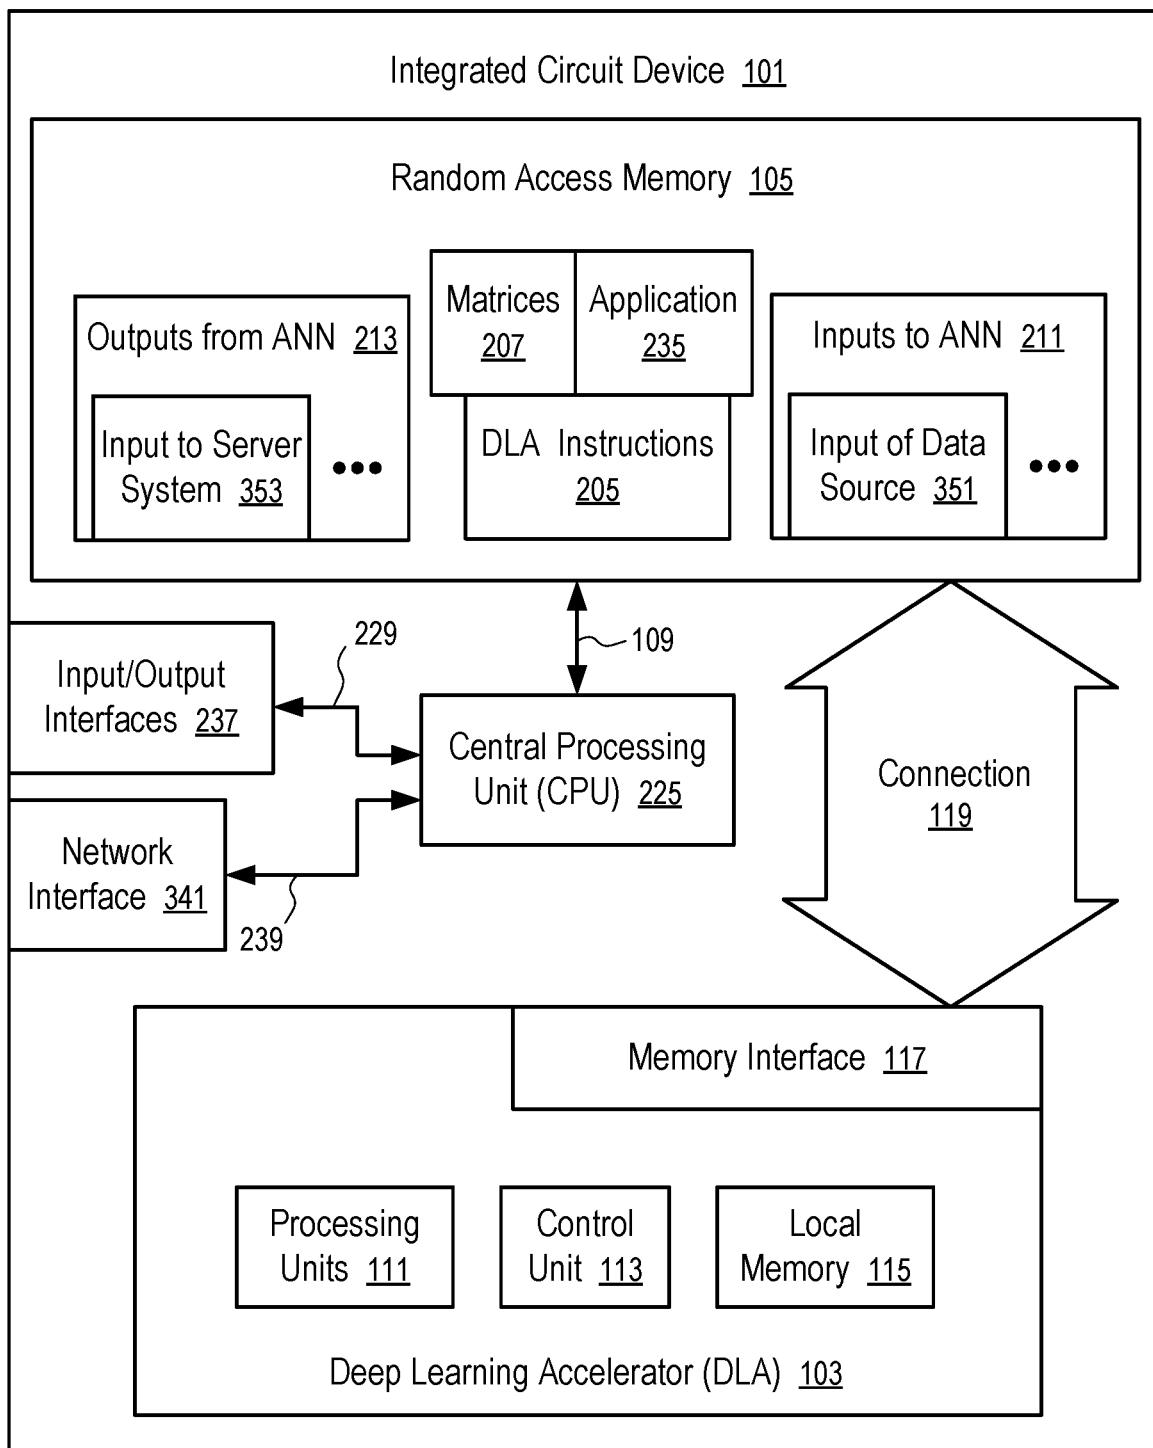 Integrated Circuit Device 101
Random Access Memory 105
Outputs from ANN 213
Input to Server
System 353
Matrices
207
Application
235
DLA Instructions
205
Inputs to ANN 211
Input of Data
Source 351
229
109
Input/Output
Interfaces 237
Central Processing
Unit (CPU) 225
Connection
119
Network
Interface 341
239
Memory Interface 117
Processing
Units 111
Control
Unit 113
Local
Memory 115
Deep Learning Accelerator (DLA) 103